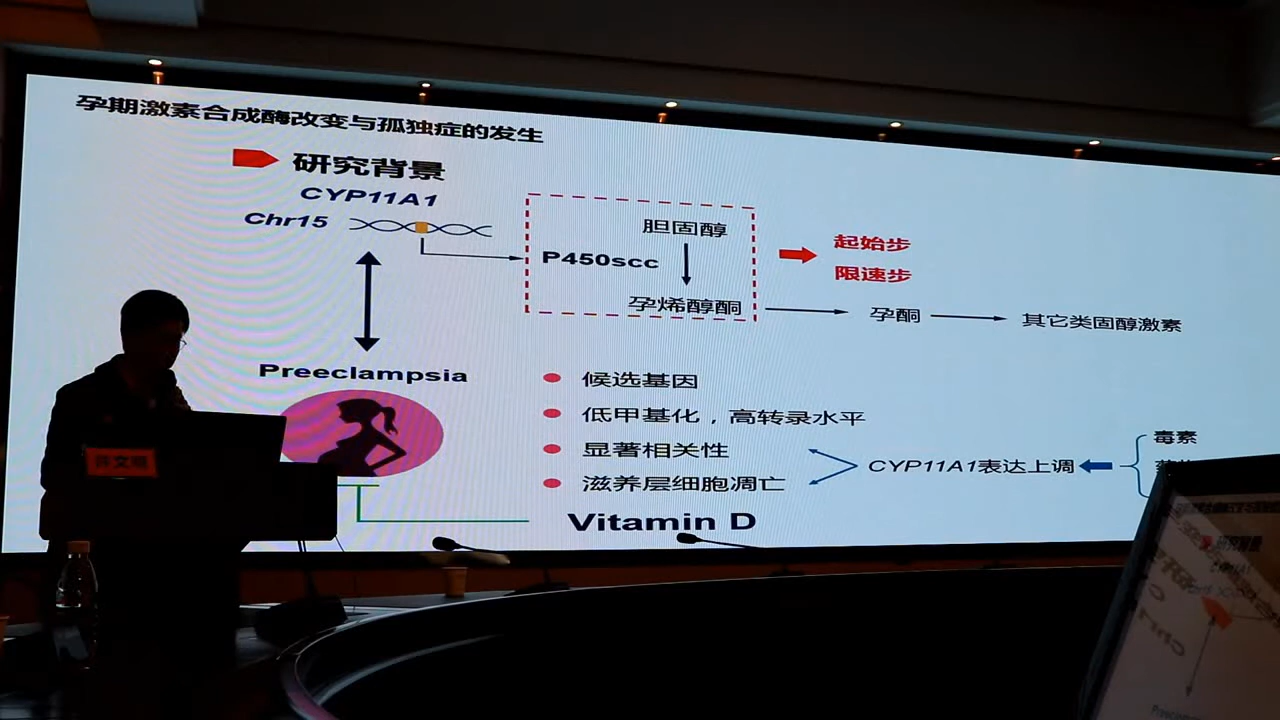 孕期激素合成酶改变与孤独症的发生
研究背景
CYP11A1
Chr15
胆固醇
P450scc
孕烯醇酮
起始步
限速步
孕酮
其它类固醇激素
Preeclampsia
候选基因
低甲基化，高转录水平
显著相关性
滋养层细胞凋亡
CYP11A1表达上调
毒素
Vitamin D